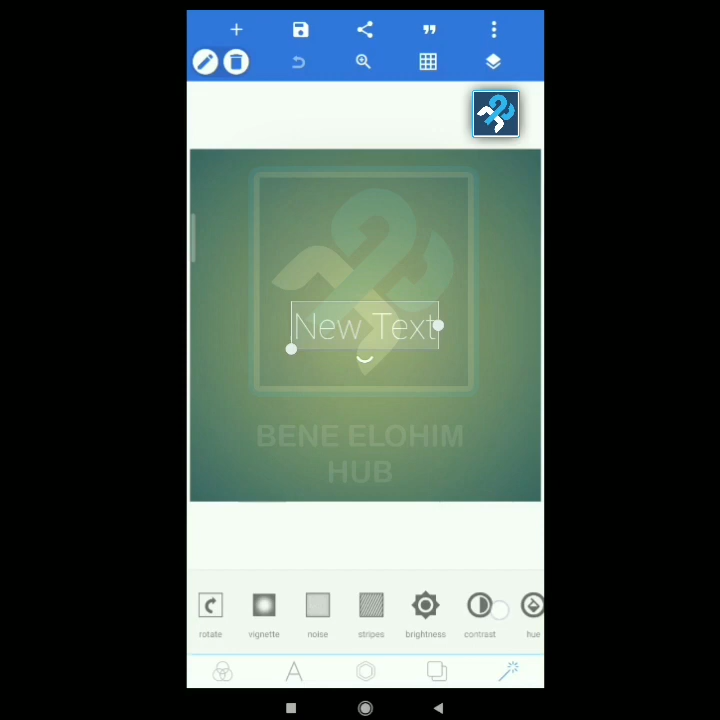 New Text
BENE ELOHIM
HUB
rotate
vignette
noise
stripes
brightness
contrast
hue